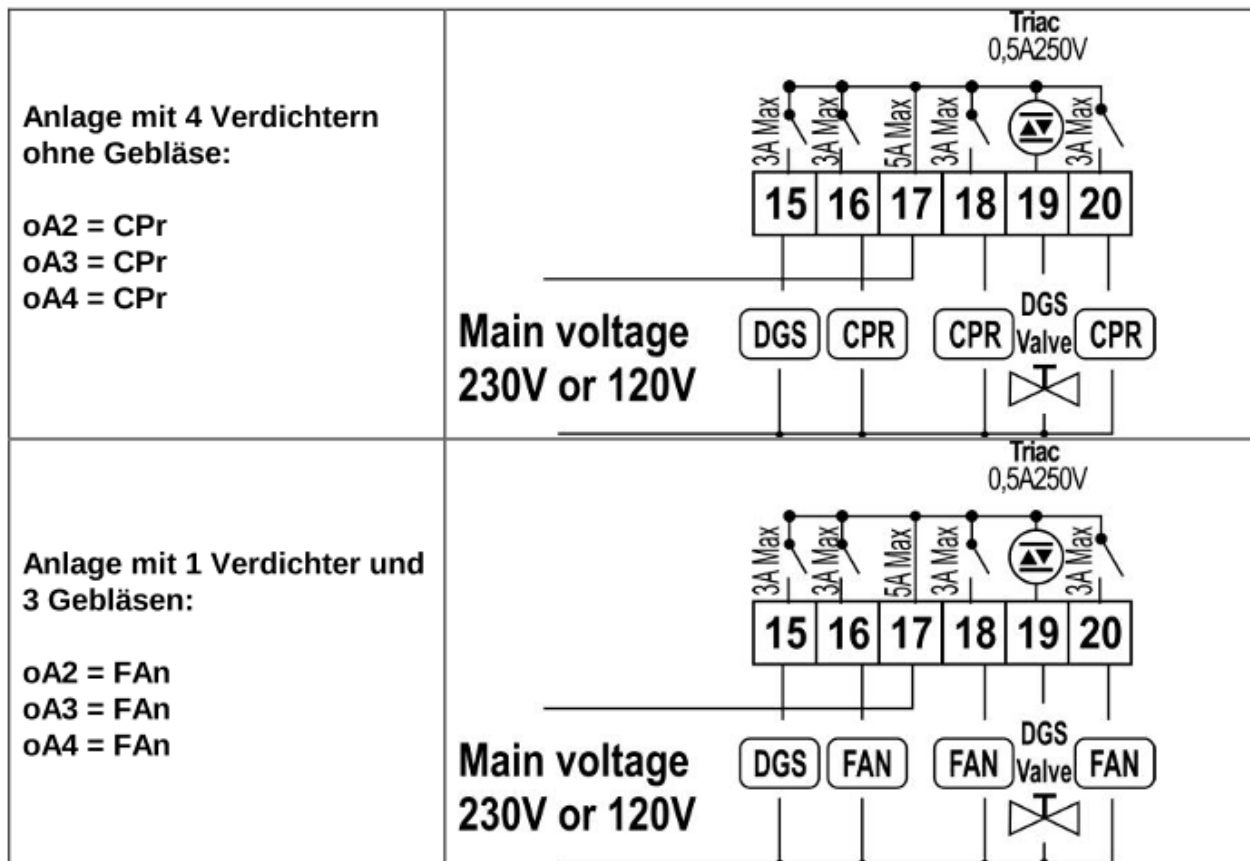 Anlage mit 4 Verdichtern
ohne Gebläse:
oA2 = CPr
oA3 = CPr
oA4 = CPr
Triac
0,5A250V
3A Max
3A Max
5A Max
3A Max
3A Max
15 16 17 18 19 20
Main voltage
230V or 120V
DGS
CPR
CPR
DGS
Valve
CPR
Anlage mit 1 Verdichter und
3 Gebläsen:
oA2 = FAn
oA3 = FAn
oA4 = FAn
Triac
0,5A250V
3A Max
3A Max
5A Max
3A Max
3A Max
15 16 17 18 19 20
Main voltage
230V or 120V
DGS
FAN
FAN
DGS
Valve
FAN